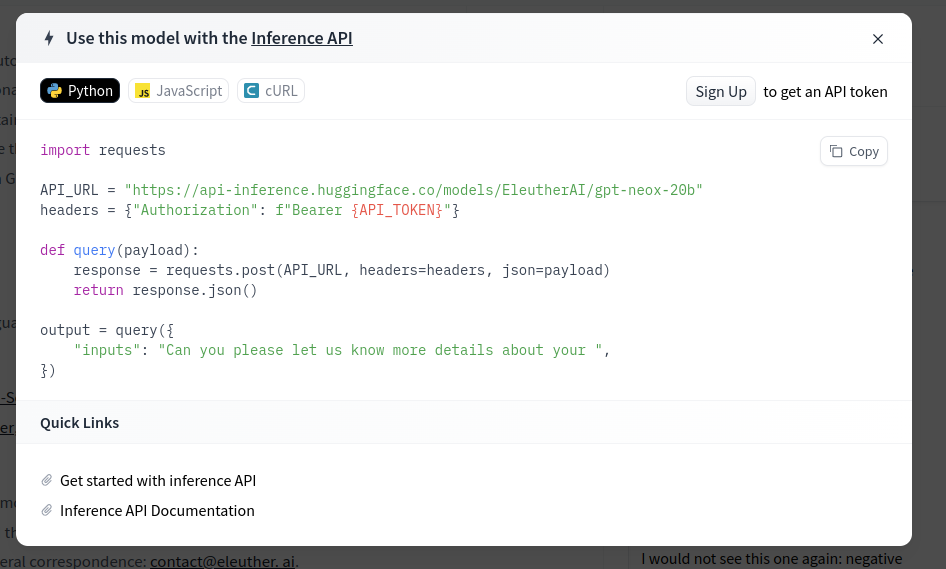 Use this model with the Inference API
Python JavaScript cURL Sign Up to get an API token
import requests
Copy
API_URL = "https://api-inference.huggingface.co/models/EleutherAI/gpt-neox-20b"
headers = {"Authorization": f"Bearer {API_TOKEN}"}
def query(payload):
    response = requests.post(API_URL, headers=headers, json=payload)
    return response.json()
output = query({
    "inputs": "Can you please let us know more details about your ",
})
Quick Links
Get started with inference API
Inference API Documentation
eral correspondence: contact@eleuther. ai.
I would not see this one again: negative